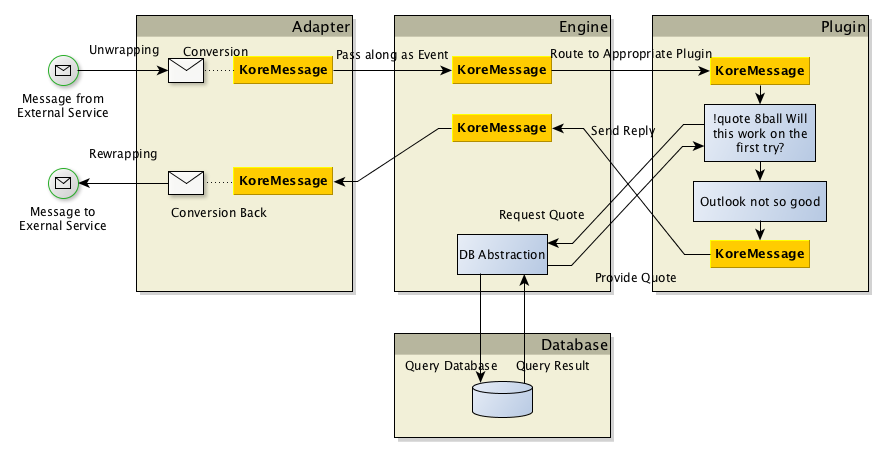 Adapter
Engine
Plugin
Unwrapping
Conversion
KoreMessage
Pass along as Event
KoreMessage
Route to Appropriate Plugin
KoreMessage
Message from
External Service
!quote 8ball Will
this work on the
first try?
KoreMessage
Send Reply
Rewrapping
KoreMessage
Outlook not so good
Message to
Exernal Service
Conversion Back
Request Quote
DB Abstraction
KoreMessage
Provide Quote
Database
Query Database
Query Result